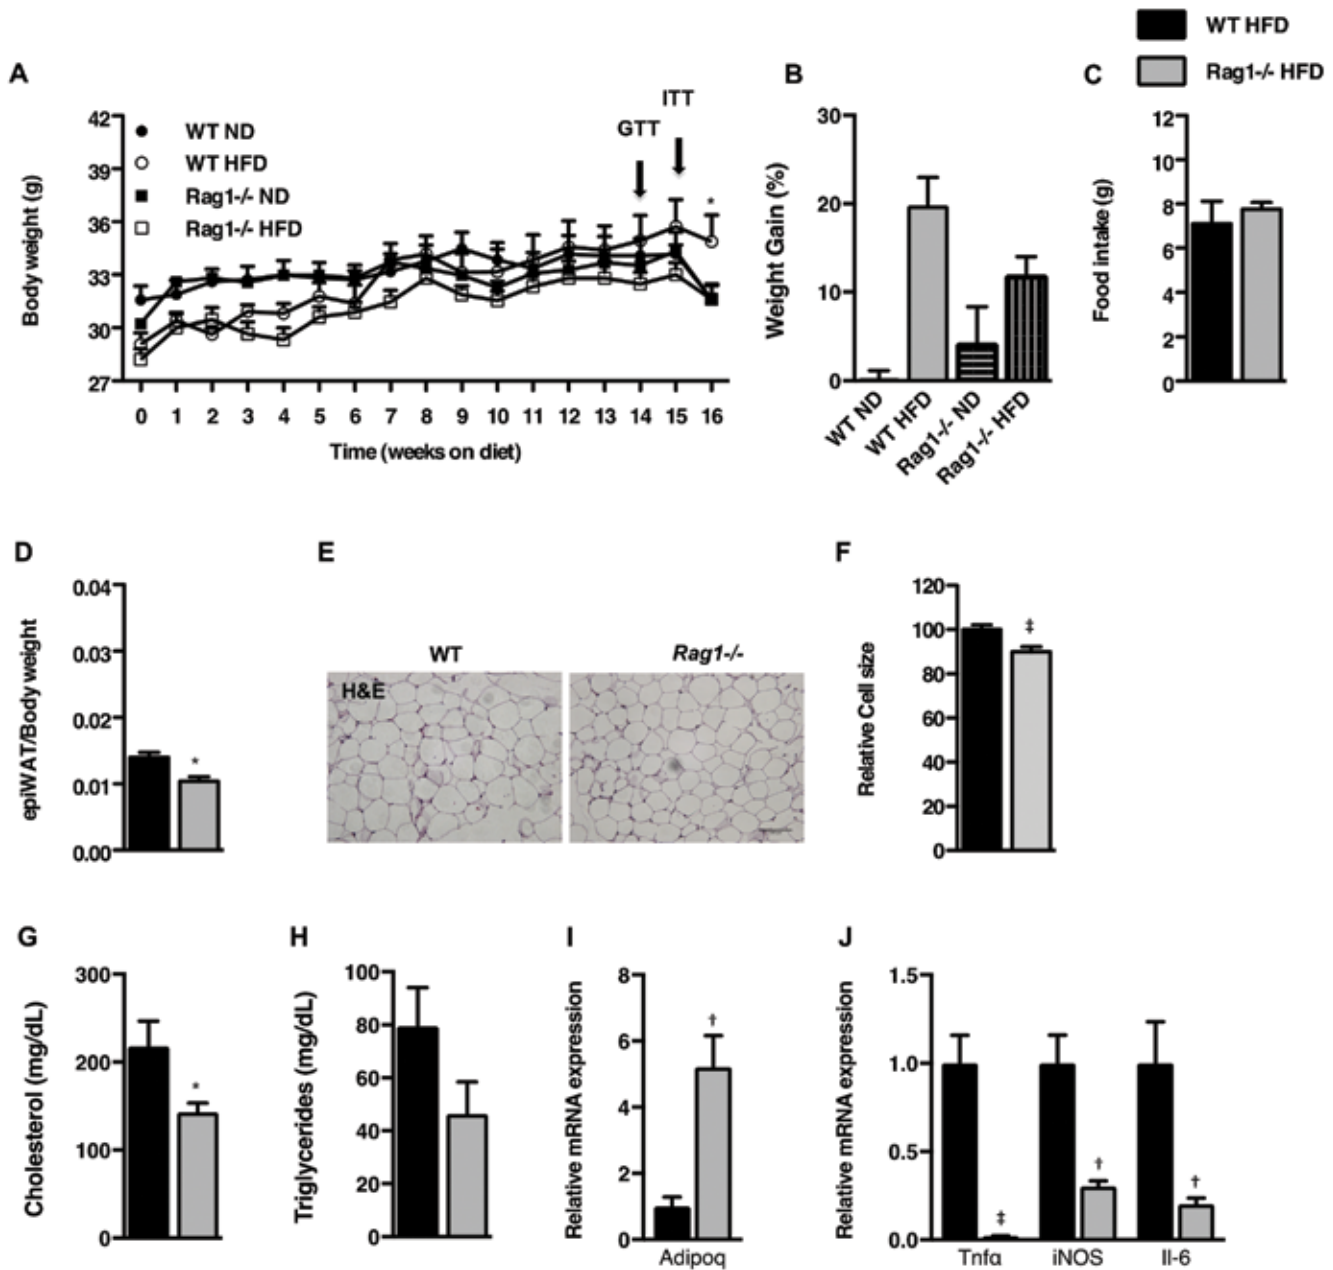 WT HFD
Rag1-/- HFD
A
42
39
36
33
30
27
Body weight (g)
WT ND
WT HFD
Rag1-/- ND
Rag1-/- HFD
GTT
ITT
*
0 1 2 3 4 5 6 7 8 9 10 11 12 13 14 15 16
Time (weeks on diet)
B
30
20
10
0
Weight Gain (%)
WT ND
WT HFD
Rag1-/- ND
Rag1-/- HFD
C
12
10
8
6
4
2
0
Food intake (g)
D
0.04
0.03
0.02
0.01
0.00
epiWAT/Body weight
*
E
WT
Rag1-/-
H&E
F
120
100
80
60
40
20
0
Relative Cell size
‡
G
300
200
100
0
Cholesterol (mg/dL)
*
H
100
80
60
40
20
0
Triglycerides (mg/dL)
I
8
6
4
2
0
Relative mRNA expression
†
Adipoq
J
1.5
1.0
0.5
0.0
Relative mRNA expression
‡
†
†
Tnfα iNOS Il-6